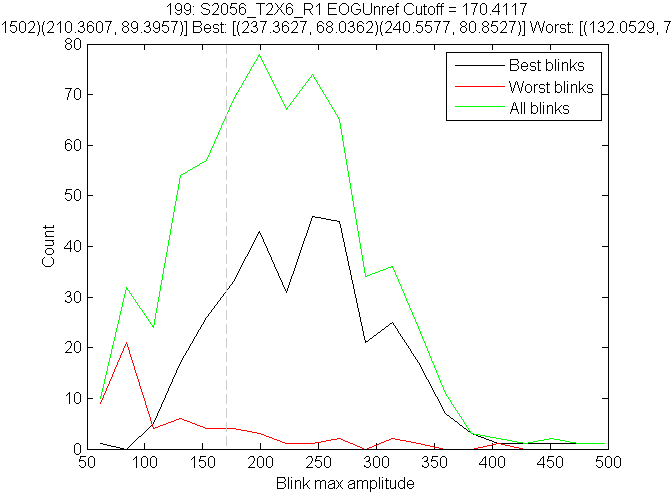 199: S2056_T2X6_R1 EOGUnref Cutoff = 170.4117
1502)(210.3607, 89.3957)] Best: [(237.3627, 68.0362)(240.5577, 80.8527)] Worst: [(132.0529, 7
80
70
60
50
40
30
20
10
0
Count
Best blinks
Worst blinks
All blinks
50 100 150 200 250 300 350 400 450 500
Blink max amplitude